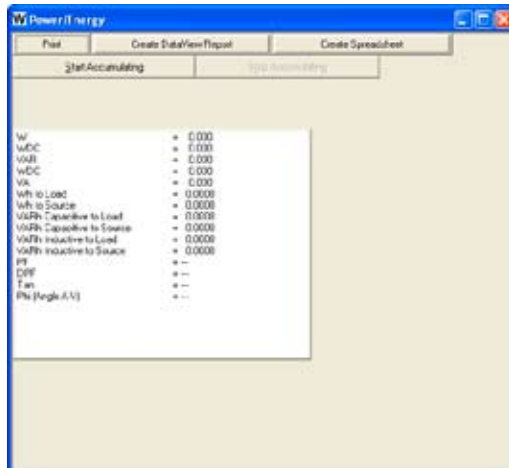 W Power/Energy
Print Create DataView Report Create Spreadsheet
Start Accumulating Stop Accumulating
W = 0.000
WDC = 0.000
VAR = 0.000
WDC = 0.000
VA = 0.000
Wh to Load = 0.0000
Wh to Source = 0.0000
VARh Capacitive to Load = 0.0000
VARh Capacitive to Source = 0.0000
VARh Inductive to Load = 0.0000
VARh Inductive to Source = 0.0000
PF = --
DPF = --
Tan = --
Phi (Angle A-V) = --